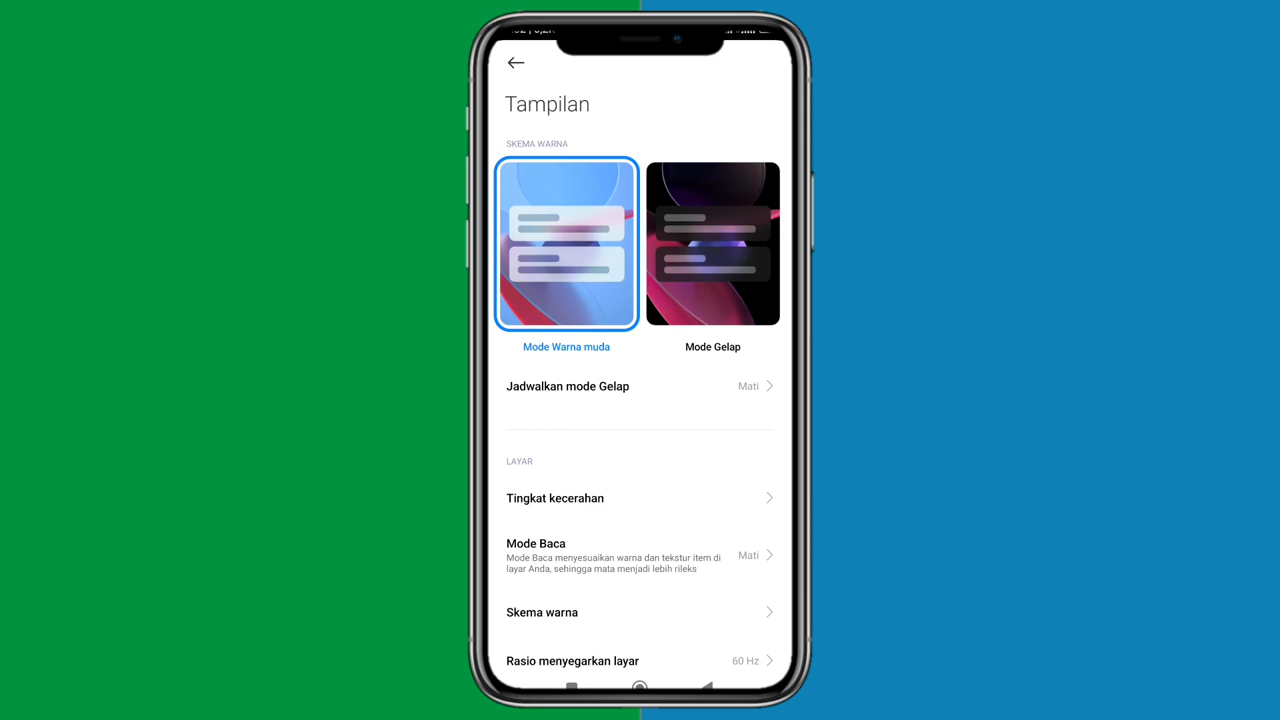 Tampilan
SKEMA WARNA
Mode Warna muda
Mode Gelap
Jadwalkan mode Gelap
Mati
LAYAR
Tingkat kecerahan
Mode Baca
Mode Baca menyesuaikan warna dan tekstur item di
layar Anda, sehingga mata menjadi lebih rileks
Mati
Skema warna
Rasio menyegarkan layar
60 Hz